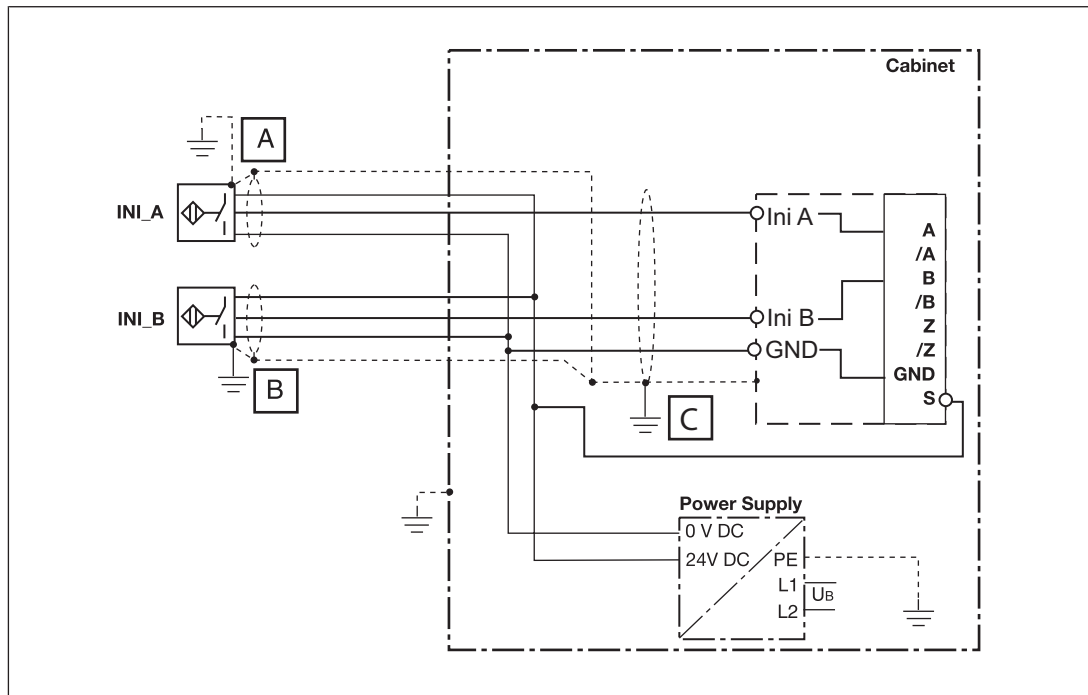 Cabinet
A
INI_A
Ini A
A
/A
B
/B
Z
/Z
GND
S
INI_B
Ini B
GND
B
C
Power Supply
0 V DC
24V DC
PE
L1
L2
UB